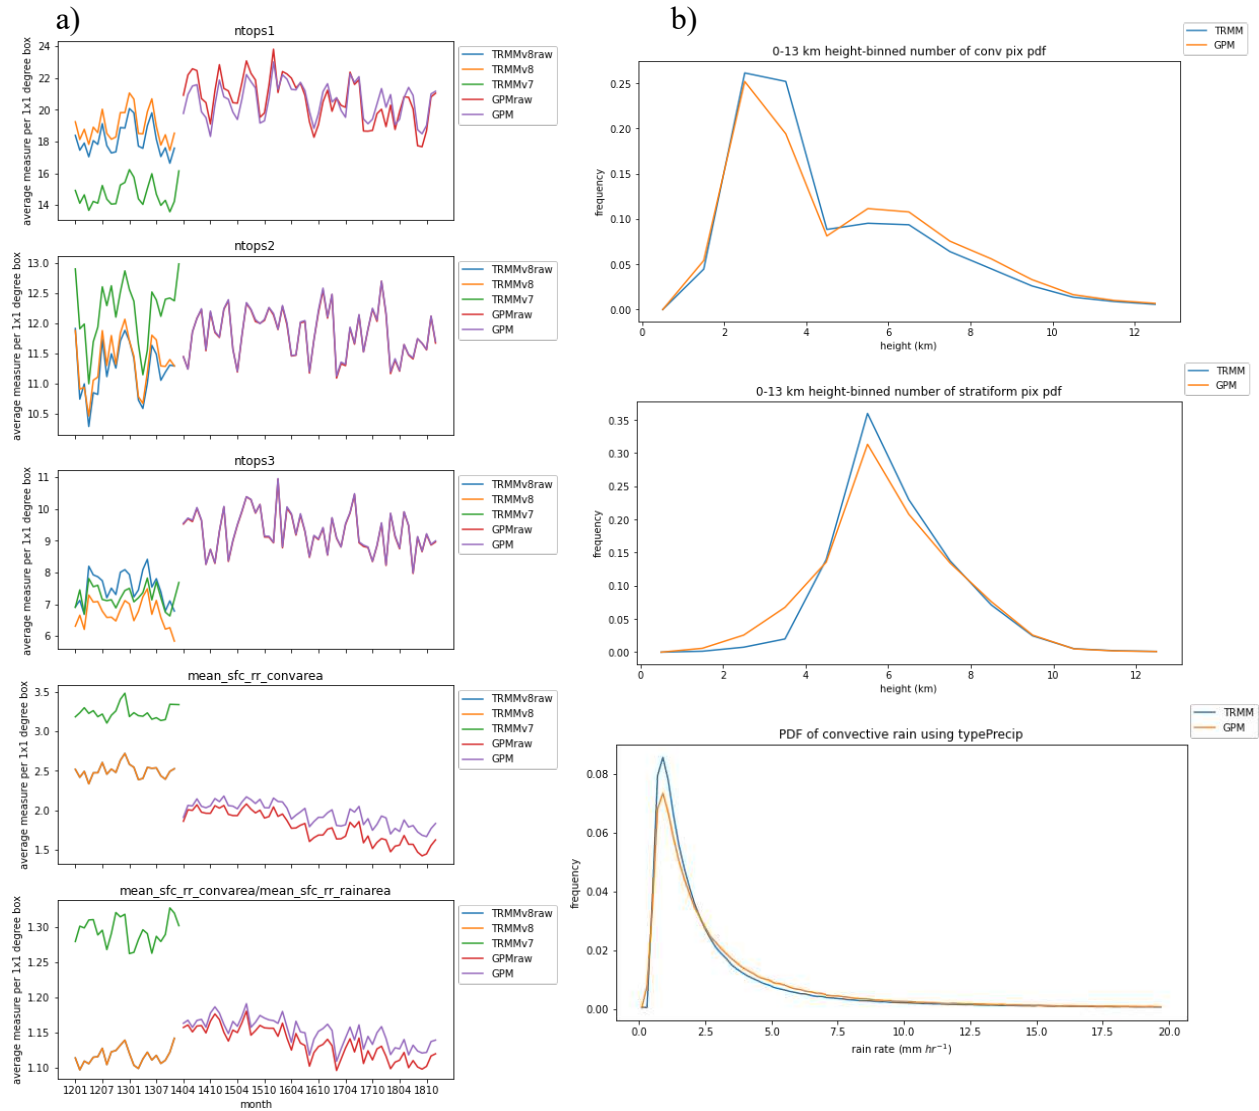 a)
ntops1
average measure per 1x1 degree box
24
22
20
18
16
14
TRMMv8raw
TRMMv8
TRMMv7
GPMraw
GPM
ntops2
average measure per 1x1 degree box
13.0
12.5
12.0
11.5
11.0
10.5
TRMMv8raw
TRMMv8
TRMMv7
GPMraw
GPM
ntops3
average measure per 1x1 degree box
11
10
9
8
7
6
TRMMv8raw
TRMMv8
TRMMv7
GPMraw
GPM
mean_sfc_rr_convarea
average measure per 1x1 degree box
3.5
3.0
2.5
2.0
1.5
TRMMv8raw
TRMMv8
TRMMv7
GPMraw
GPM
mean_sfc_rr_convarea/mean_sfc_rr_rainarea
average measure per 1x1 degree box
1.30
1.25
1.20
1.15
1.10
TRMMv8raw
TRMMv8
TRMMv7
GPMraw
GPM
1201 1207 1301 1307 1404 1410 1504 1510 1604 1610 1704 1710 1804 1810
month
b)
TRMM
GPM
0-13 km height-binned number of conv pix pdf
frequency
0.25
0.20
0.15
0.10
0.05
0.00
0 2 4 6 8 10 12
height (km)
TRMM
GPM
0-13 km height-binned number of stratiform pix pdf
frequency
0.35
0.30
0.25
0.20
0.15
0.10
0.05
0.00
0 2 4 6 8 10 12
height (km)
TRMM
GPM
PDF of convective rain using typePrecip
frequency
0.08
0.06
0.04
0.02
0.00
0.0 2.5 5.0 7.5 10.0 12.5 15.0 17.5 20.0
rain rate (mm hr⁻¹)